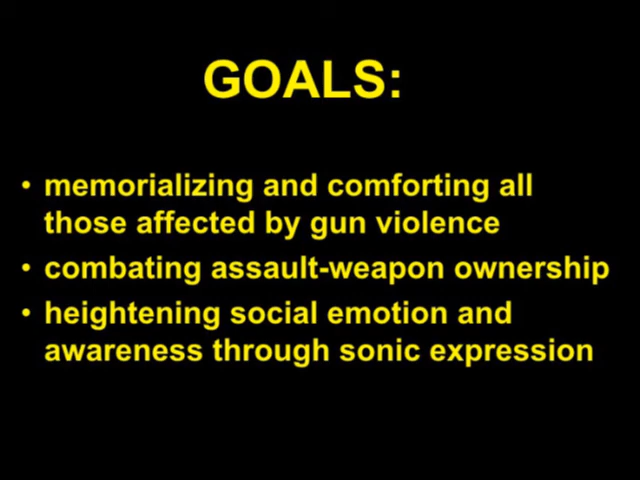 GOALS:
• memorializing and comforting all
those affected by gun violence
• combating assault-weapon ownership
• heightening social emotion and
awareness through sonic expression